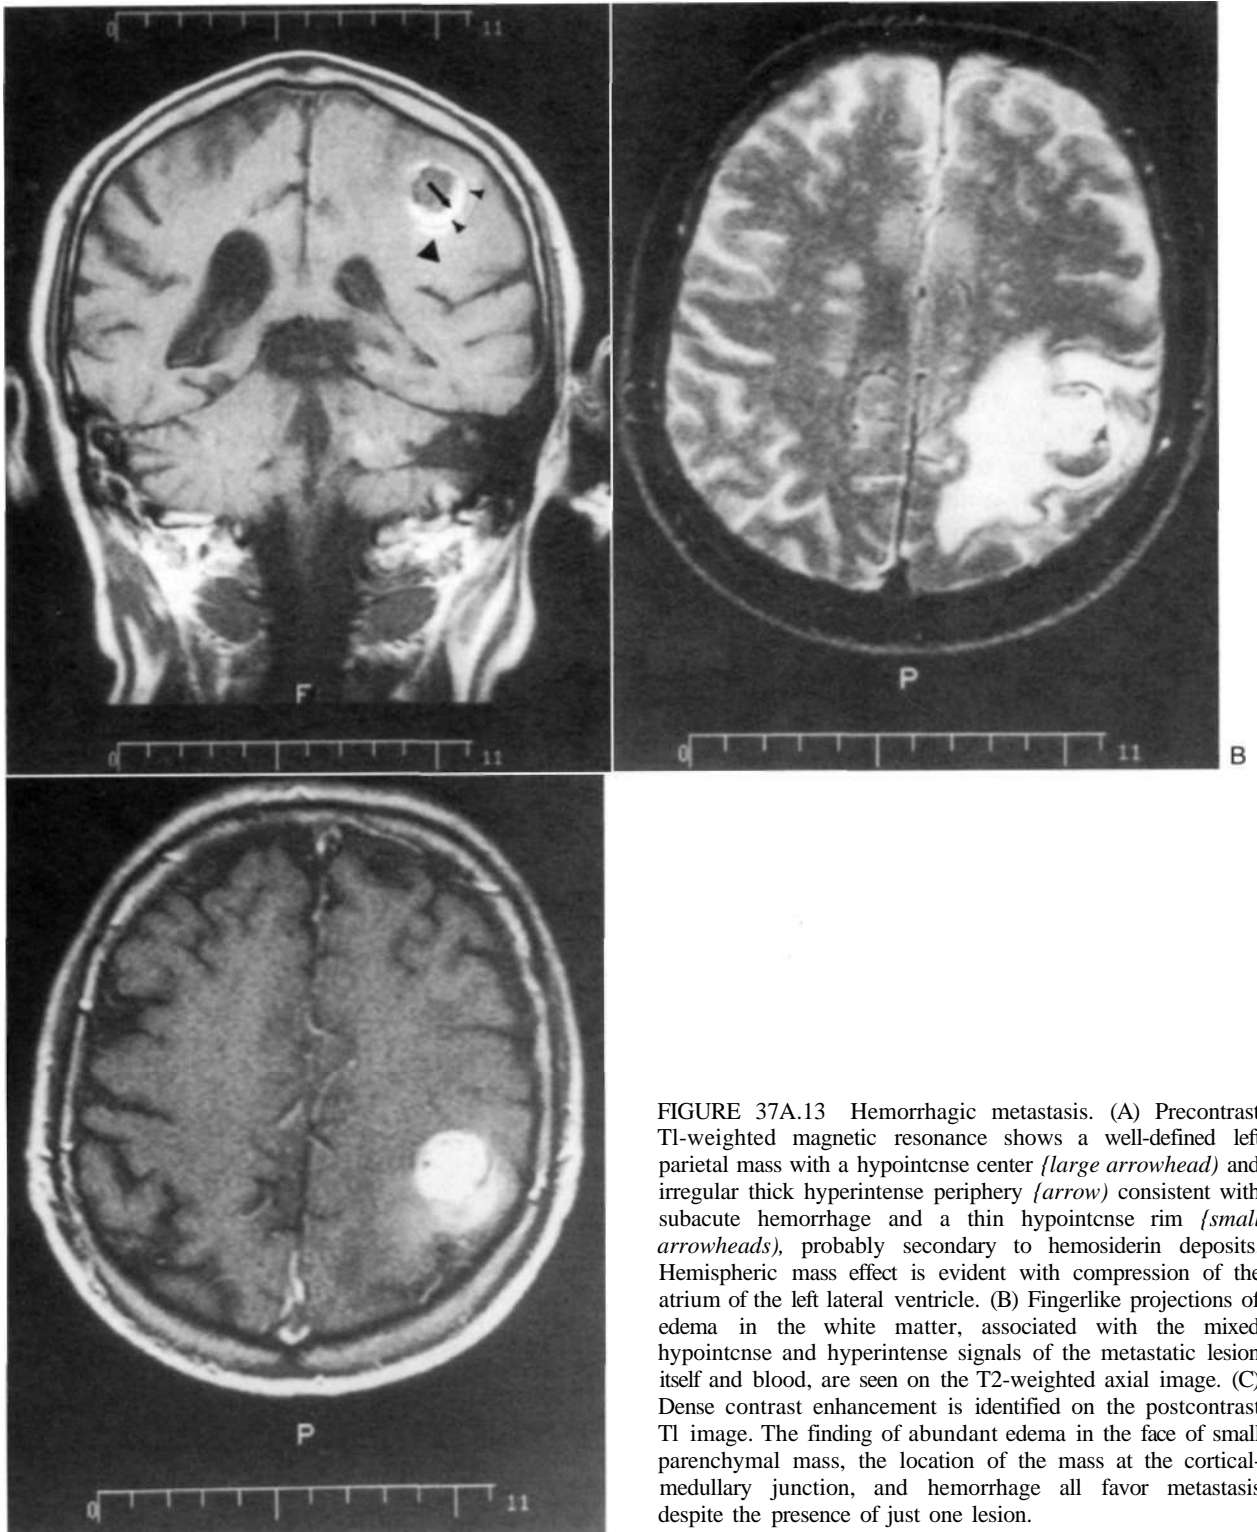 0 11
F
0 11
P
0 11
B
P
0 11
FIGURE 37A.13 Hemorrhagic metastasis. (A) Precontrast
Tl-weighted magnetic resonance shows a well-defined left
parietal mass with a hypointcnse center {large arrowhead) and
irregular thick hyperintense periphery {arrow) consistent with
subacute hemorrhage and a thin hypointcnse rim {small
arrowheads), probably secondary to hemosiderin deposits.
Hemispheric mass effect is evident with compression of the
atrium of the left lateral ventricle. (B) Fingerlike projections of
edema in the white matter, associated with the mixed
hypointcnse and hyperintense signals of the metastatic lesion
itself and blood, are seen on the T2-weighted axial image. (C)
Dense contrast enhancement is identified on the postcontrast
Tl image. The finding of abundant edema in the face of small
parenchymal mass, the location of the mass at the cortical-
medullary junction, and hemorrhage all favor metastasis
despite the presence of just one lesion.